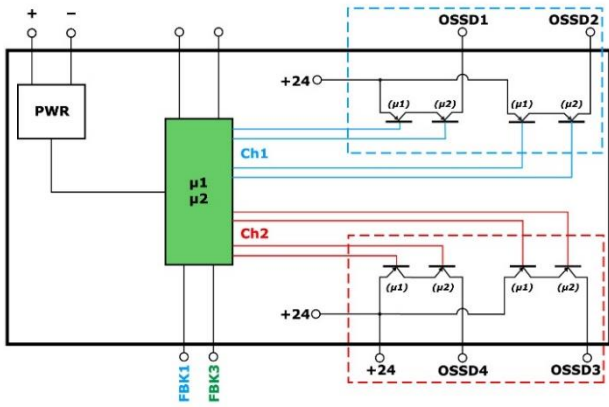 + −
OSSD1 OSSD2
+24
PWR
(μ1) (μ2) (μ1) (μ2)
Ch1
μ1
μ2
Ch2
(μ1) (μ2) (μ1) (μ2)
+24
FBK1 FBK3 +24 OSSD4 OSSD3